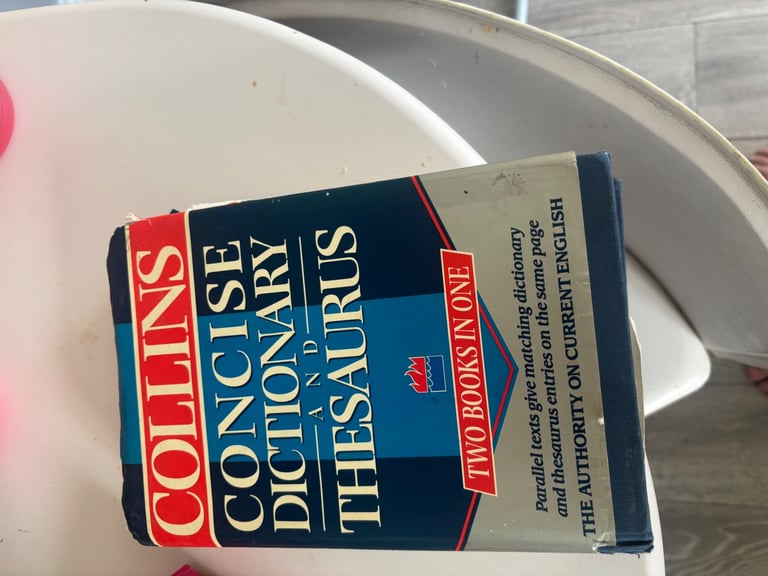 COLLINS
CONCISE
DICTIONARY
AND
THESAURUS
TWO BOOKS IN ONE
Parallel texts give matching dictionary
and thesaurus entries on the same page
THE AUTHORITY ON CURRENT ENGLISH